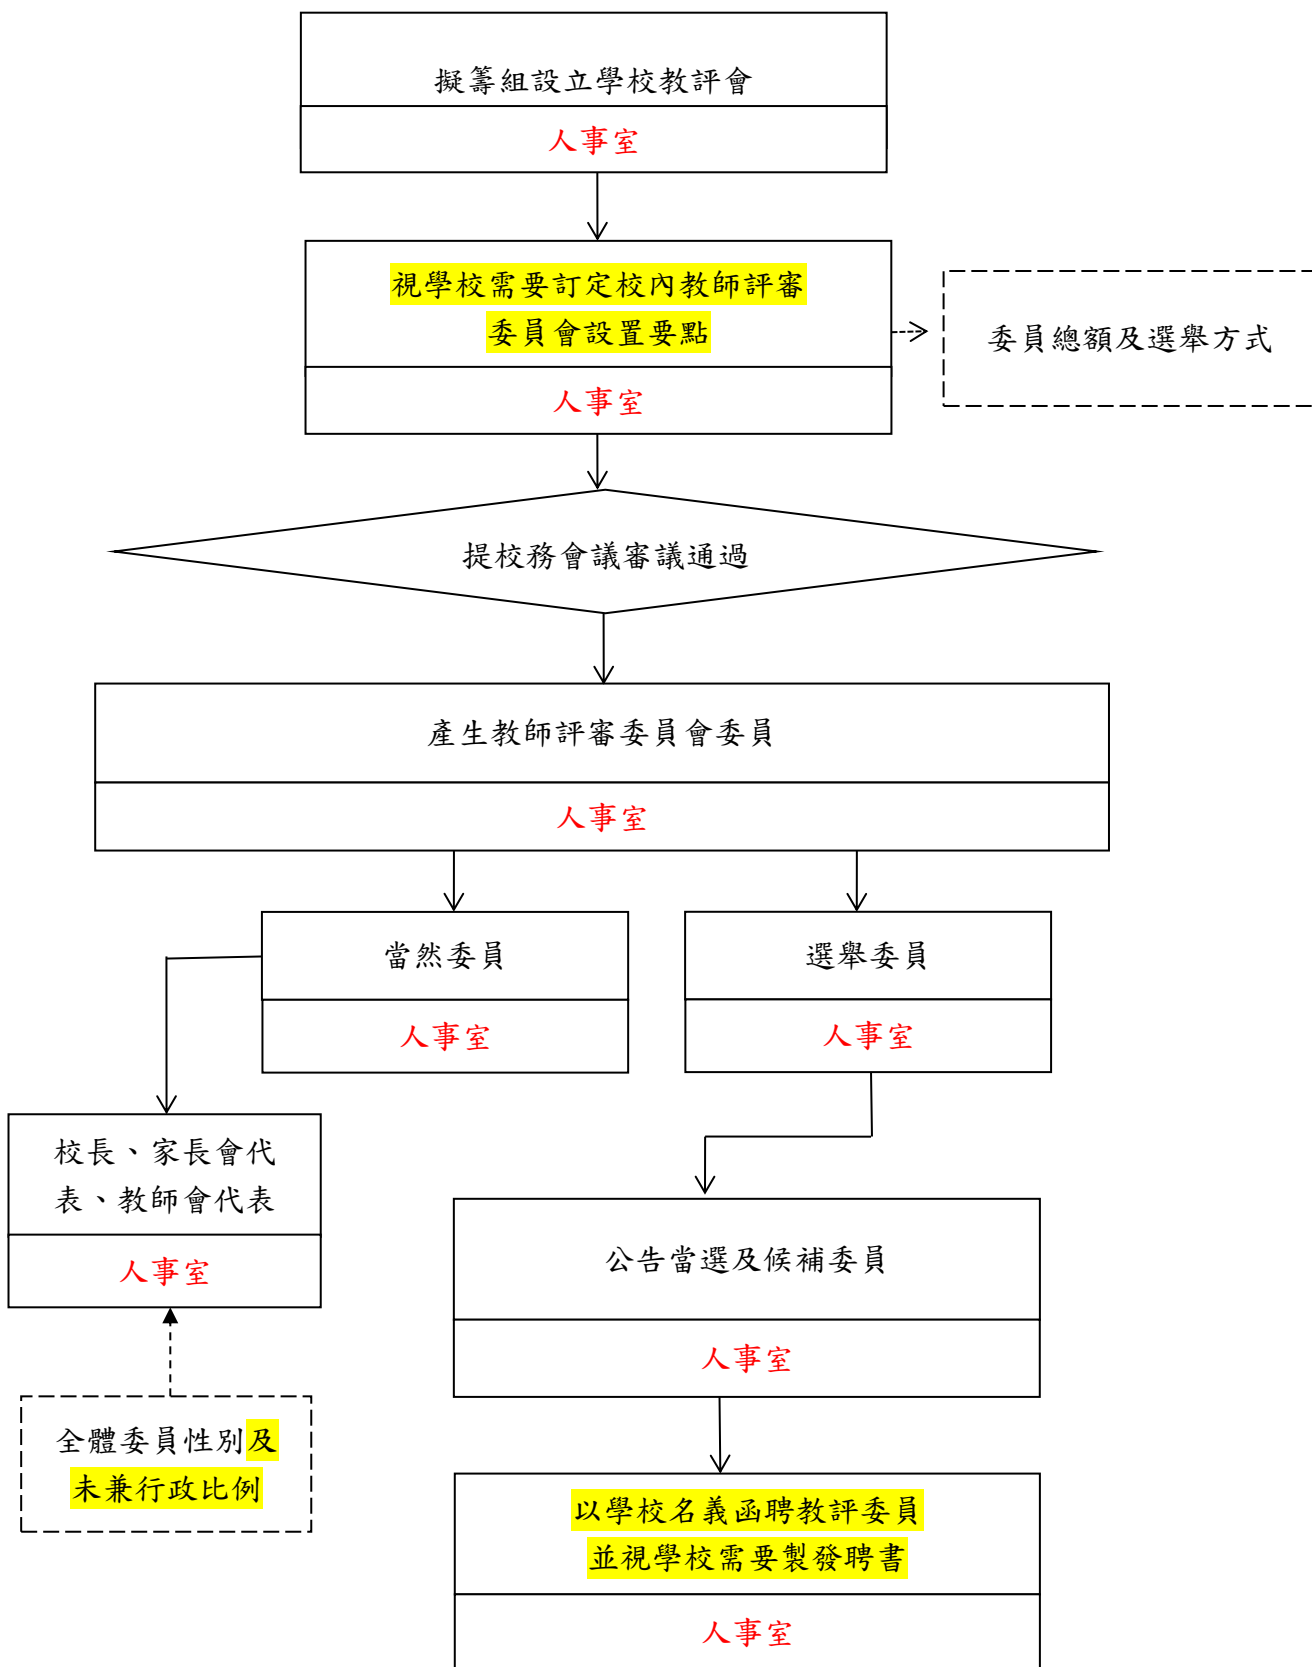 擬籌組設立學校教評會
人事室
視學校需要訂定校內教師評審
委員會設置要點
人事室
委員總額及選舉方式
提校務會議審議通過
產生教師評審委員會委員
人事室
當然委員
人事室
選舉委員
人事室
校長、家長會代
表、教師會代表
人事室
全體委員性別及
未兼行政比例
公告當選及候補委員
人事室
以學校名義函聘教評委員
並視學校需要製發聘書
人事室